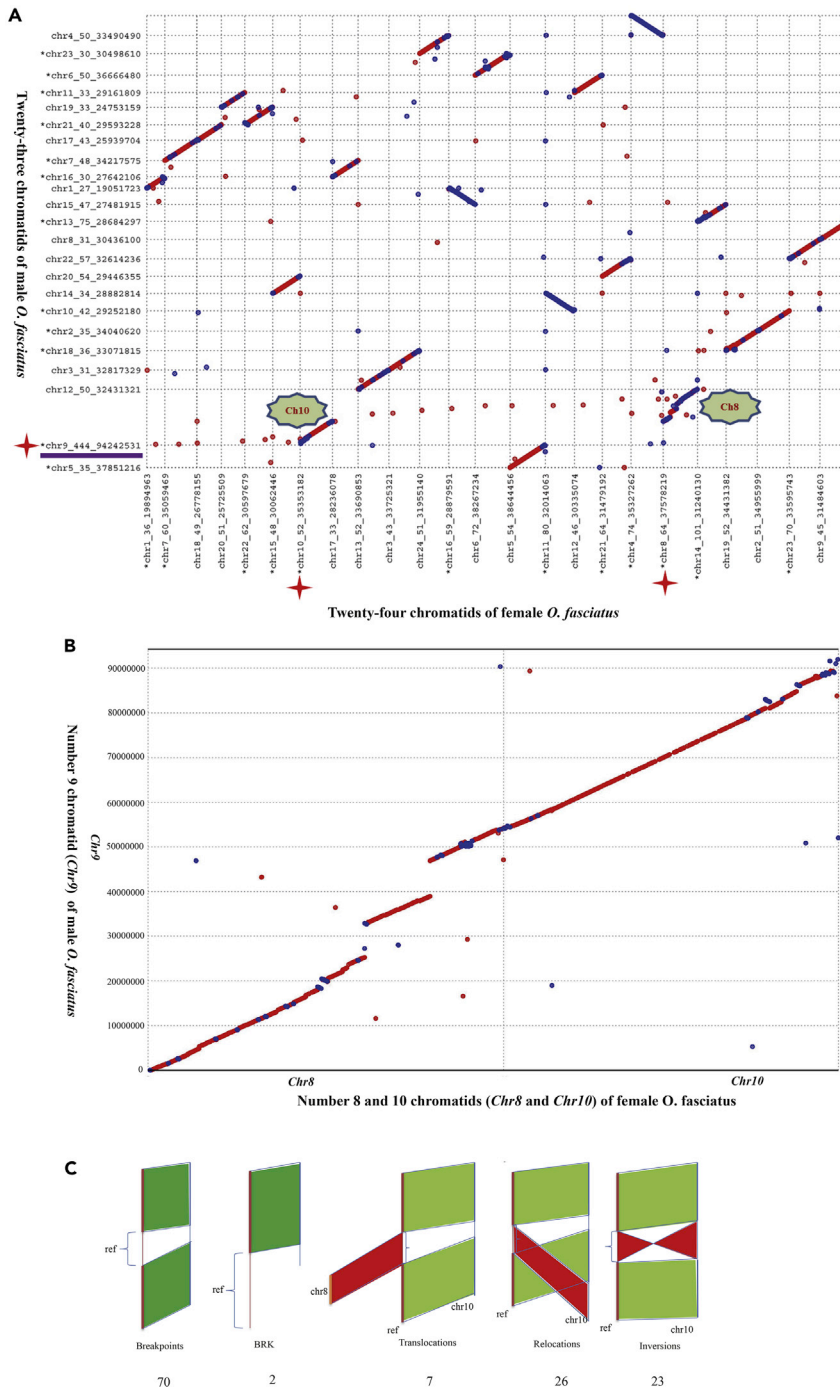 A
chr4_50_33490490
*chr23_30_30498610
*chr6_50_36666480
*chr11_33_29161809
chr19_33_24753159
*chr21_40_29593228
chr17_43_25939704
*chr7_48_34217575
*chr16_30_27642106
chr1_27_19051723
chr15_47_27481915
*chr13_75_28684297
chr8_31_30436100
chr22_57_32614236
chr20_54_29446355
chr14_34_28882814
*chr10_42_29252180
*chr2_35_34040620
*chr18_36_33071815
chr3_31_32817329
chr12_50_32431321
*chr9_444_94242531
*chr5_35_37851216
Twenty-three chromatids of male O. fasciatus
Ch10
Ch8
*chr1_36_19894963
*chr7_60_35059469
chr18_49_26778155
chr20_51_25725509
*chr22_62_30597679
*chr15_48_30062446
*chr10_52_35353182
*chr17_33_28236078
*chr13_52_33690853
*chr3_43_33725321
*chr24_51_31955140
*chr16_59_28879591
chr6_72_38267234
chr5_54_38644456
*chr11_80_32014063
chr12_46_30335074
*chr21_64_31479192
*chr4_74_35327262
*chr8_64_37578219
*chr14_101_31240130
*chr19_52_34431382
chr2_51_34955999
*chr23_70_33595743
chr9_45_31484603
Twenty-four chromatids of female O. fasciatus
B
90000000
80000000
70000000
60000000
50000000
40000000
30000000
20000000
10000000
0
Number 9 chromatid (Chr9) of male O. fasciatus
Chr9
Chr8
Chr10
Number 8 and 10 chromatids (Chr8 and Chr10) of female O. fasciatus
C
ref
ref
chr8
ref
chr10
ref
chr10
ref
chr10
Breakpoints
BRK
Translocations
Relocations
Inversions
70
2
7
26
23